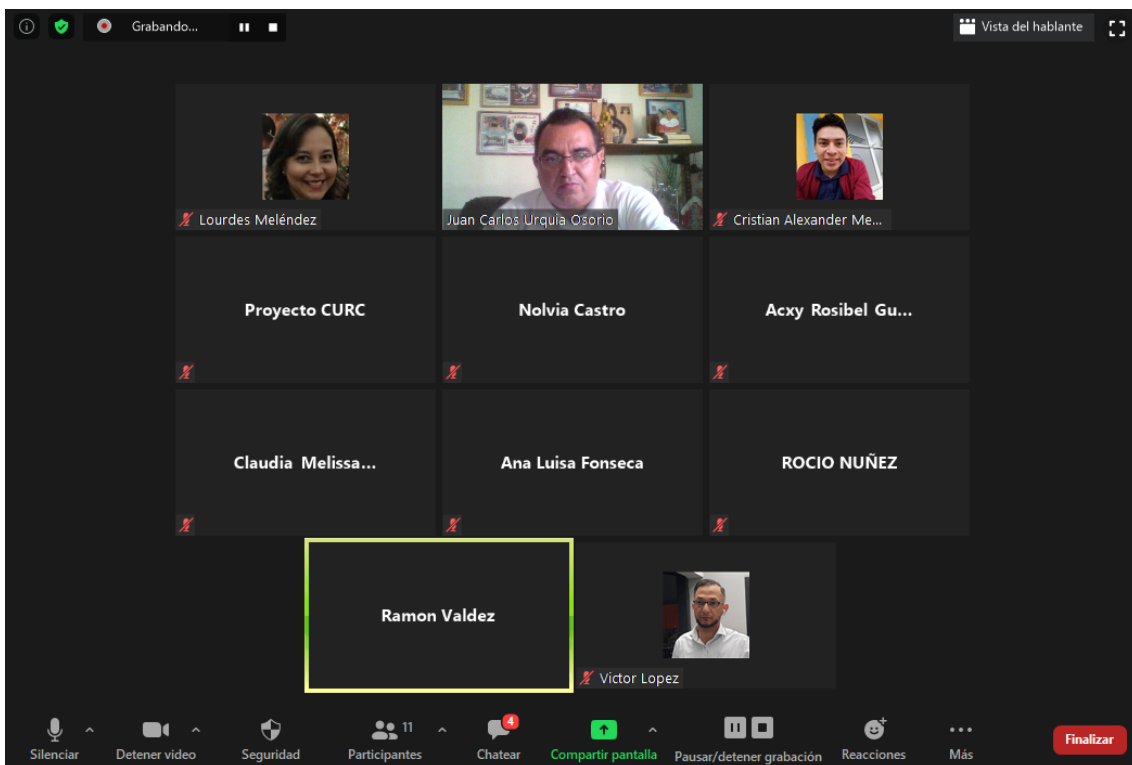 Grabando...
Vista del hablante
Lourdes Meléndez
Juan Carlos Urquia Osorio
Cristian Alexander Me...
Proyecto CURC
Nolvia Castro
Acxy Rosibel Gu...
Claudia Melissa...
Ana Luisa Fonseca
ROCIO NUÑEZ
Ramon Valdez
Victor Lopez
11
4
Silenciar
Detener video
Seguridad
Participantes
Chatear
Compartir pantalla
Pausar/detener grabación
Reacciones
Más
Finalizar